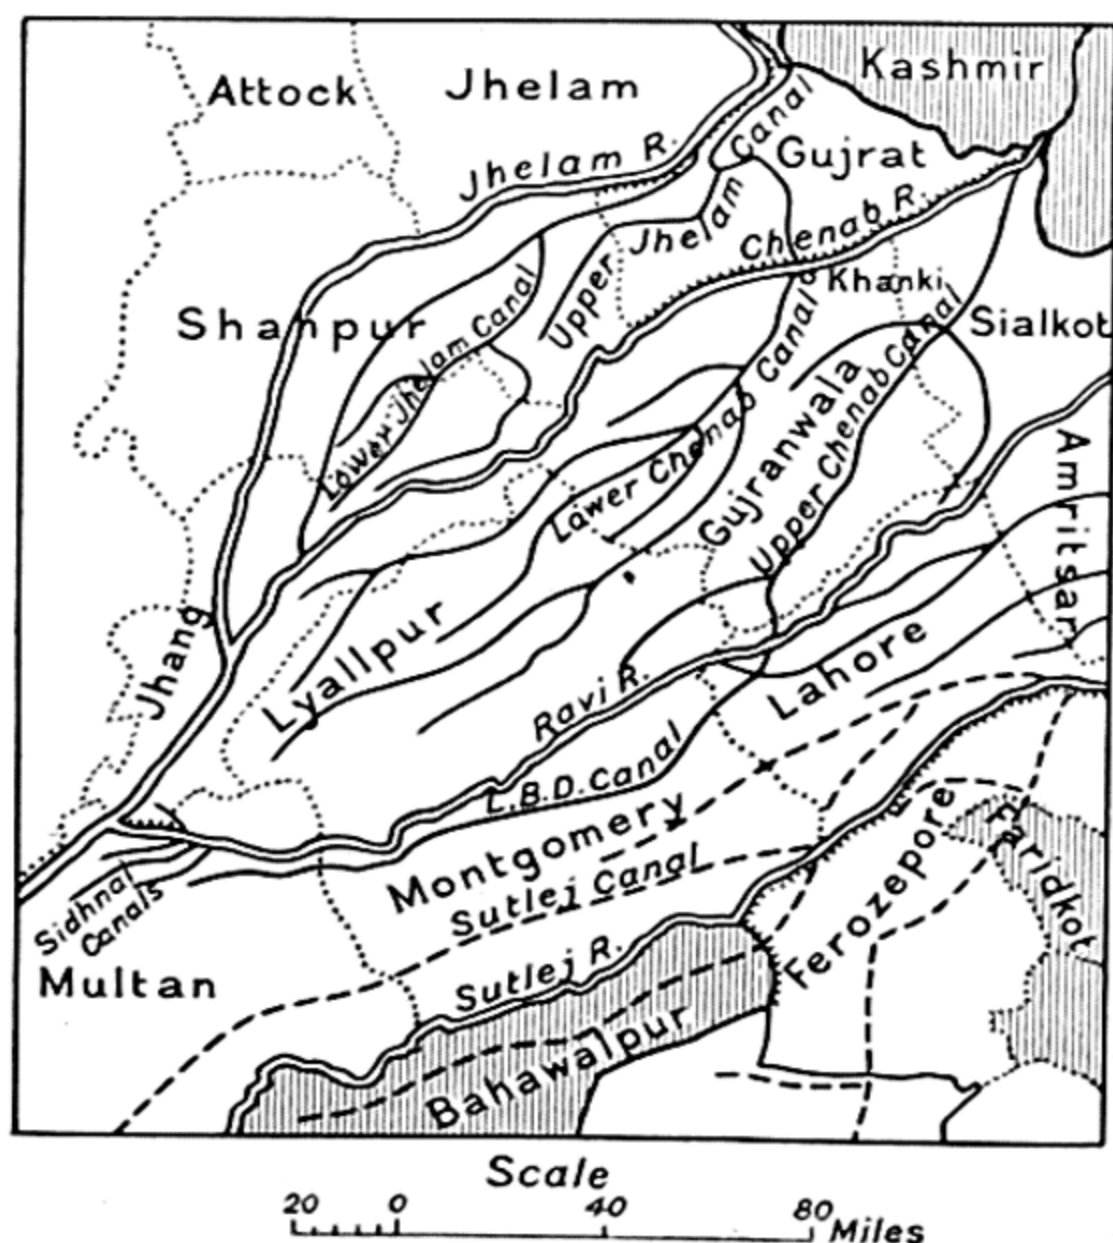 Attock
Jhelam
Kashmir
Jhelam R.
Canal
Gujrat
Upper Jhelam
Chenab R.
Khanki
Shahpur
Lower Jhelam Canal
Sialkot
Lower Chenab Canal
Gujranwala
Upper Chenab Canal
Amritsar
Jhang
Lyallpur
Ravi R.
Lahore
L.B.D. Canal
Montgomery
Sutlej Canal
Ferozepore
Faridkot
Sidhnai
Canals
Multan
Sutlej R.
Bahawalpur
Scale
20 0 40 80 Miles